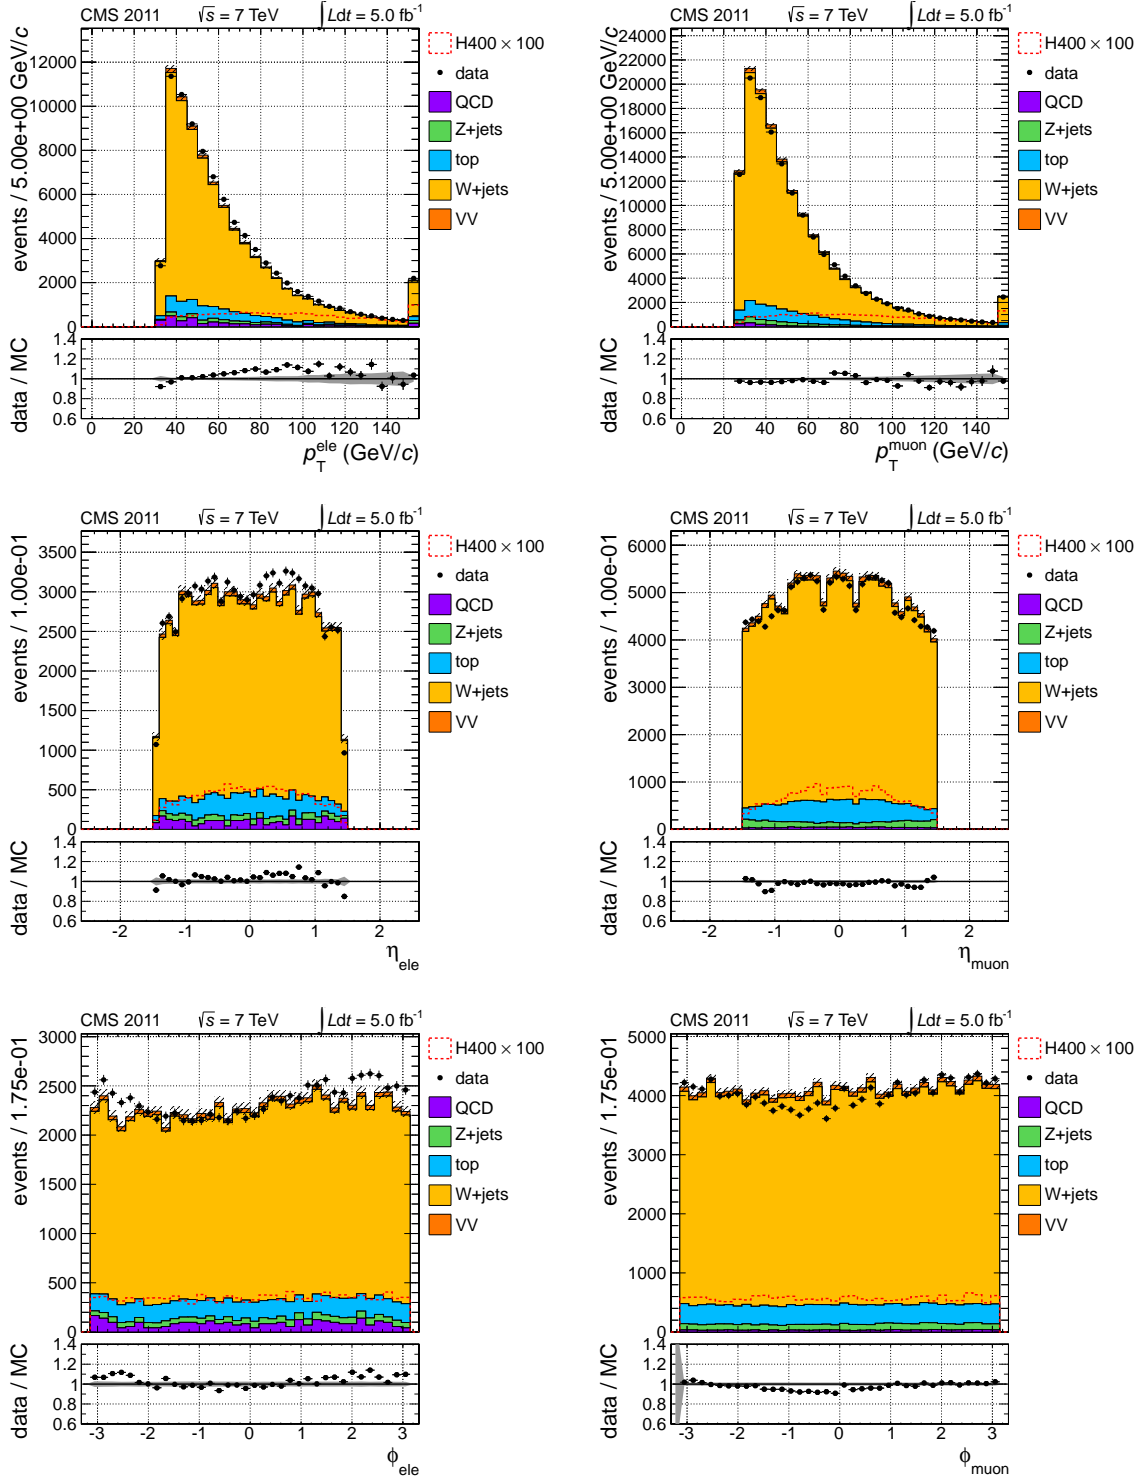 CMS 2011 √s = 7 TeV ∫Ldt = 5.0 fb⁻¹
events / 5.00e+00 GeV/c
12000
10000
8000
6000
4000
2000
0
H400 × 100
data
QCD
Z+jets
top
W+jets
VV
data / MC
1.4
1.2
1
0.8
0.6
0 20 40 60 80 100 120 140
p_T^ele (GeV/c)
CMS 2011 √s = 7 TeV ∫Ldt = 5.0 fb⁻¹
events / 5.00e+00 GeV/c
24000
22000
20000
18000
16000
14000
12000
10000
8000
6000
4000
2000
0
H400 × 100
data
QCD
Z+jets
top
W+jets
VV
data / MC
1.4
1.2
1
0.8
0.6
0 20 40 60 80 100 120 140
p_T^muon (GeV/c)
CMS 2011 √s = 7 TeV ∫Ldt = 5.0 fb⁻¹
events / 1.00e-01
3500
3000
2500
2000
1500
1000
500
0
H400 × 100
data
QCD
Z+jets
top
W+jets
VV
data / MC
1.4
1.2
1
0.8
0.6
-2 -1 0 1 2
η_ele
CMS 2011 √s = 7 TeV ∫Ldt = 5.0 fb⁻¹
events / 1.00e-01
6000
5000
4000
3000
2000
1000
0
H400 × 100
data
QCD
Z+jets
top
W+jets
VV
data / MC
1.4
1.2
1
0.8
0.6
-2 -1 0 1 2
η_muon
CMS 2011 √s = 7 TeV ∫Ldt = 5.0 fb⁻¹
events / 1.75e-01
3000
2500
2000
1500
1000
500
0
H400 × 100
data
QCD
Z+jets
top
W+jets
VV
data / MC
1.4
1.2
1
0.8
0.6
-3 -2 -1 0 1 2 3
ϕ_ele
CMS 2011 √s = 7 TeV ∫Ldt = 5.0 fb⁻¹
events / 1.75e-01
5000
4000
3000
2000
1000
0
H400 × 100
data
QCD
Z+jets
top
W+jets
VV
data / MC
1.4
1.2
1
0.8
0.6
-3 -2 -1 0 1 2 3
ϕ_muon